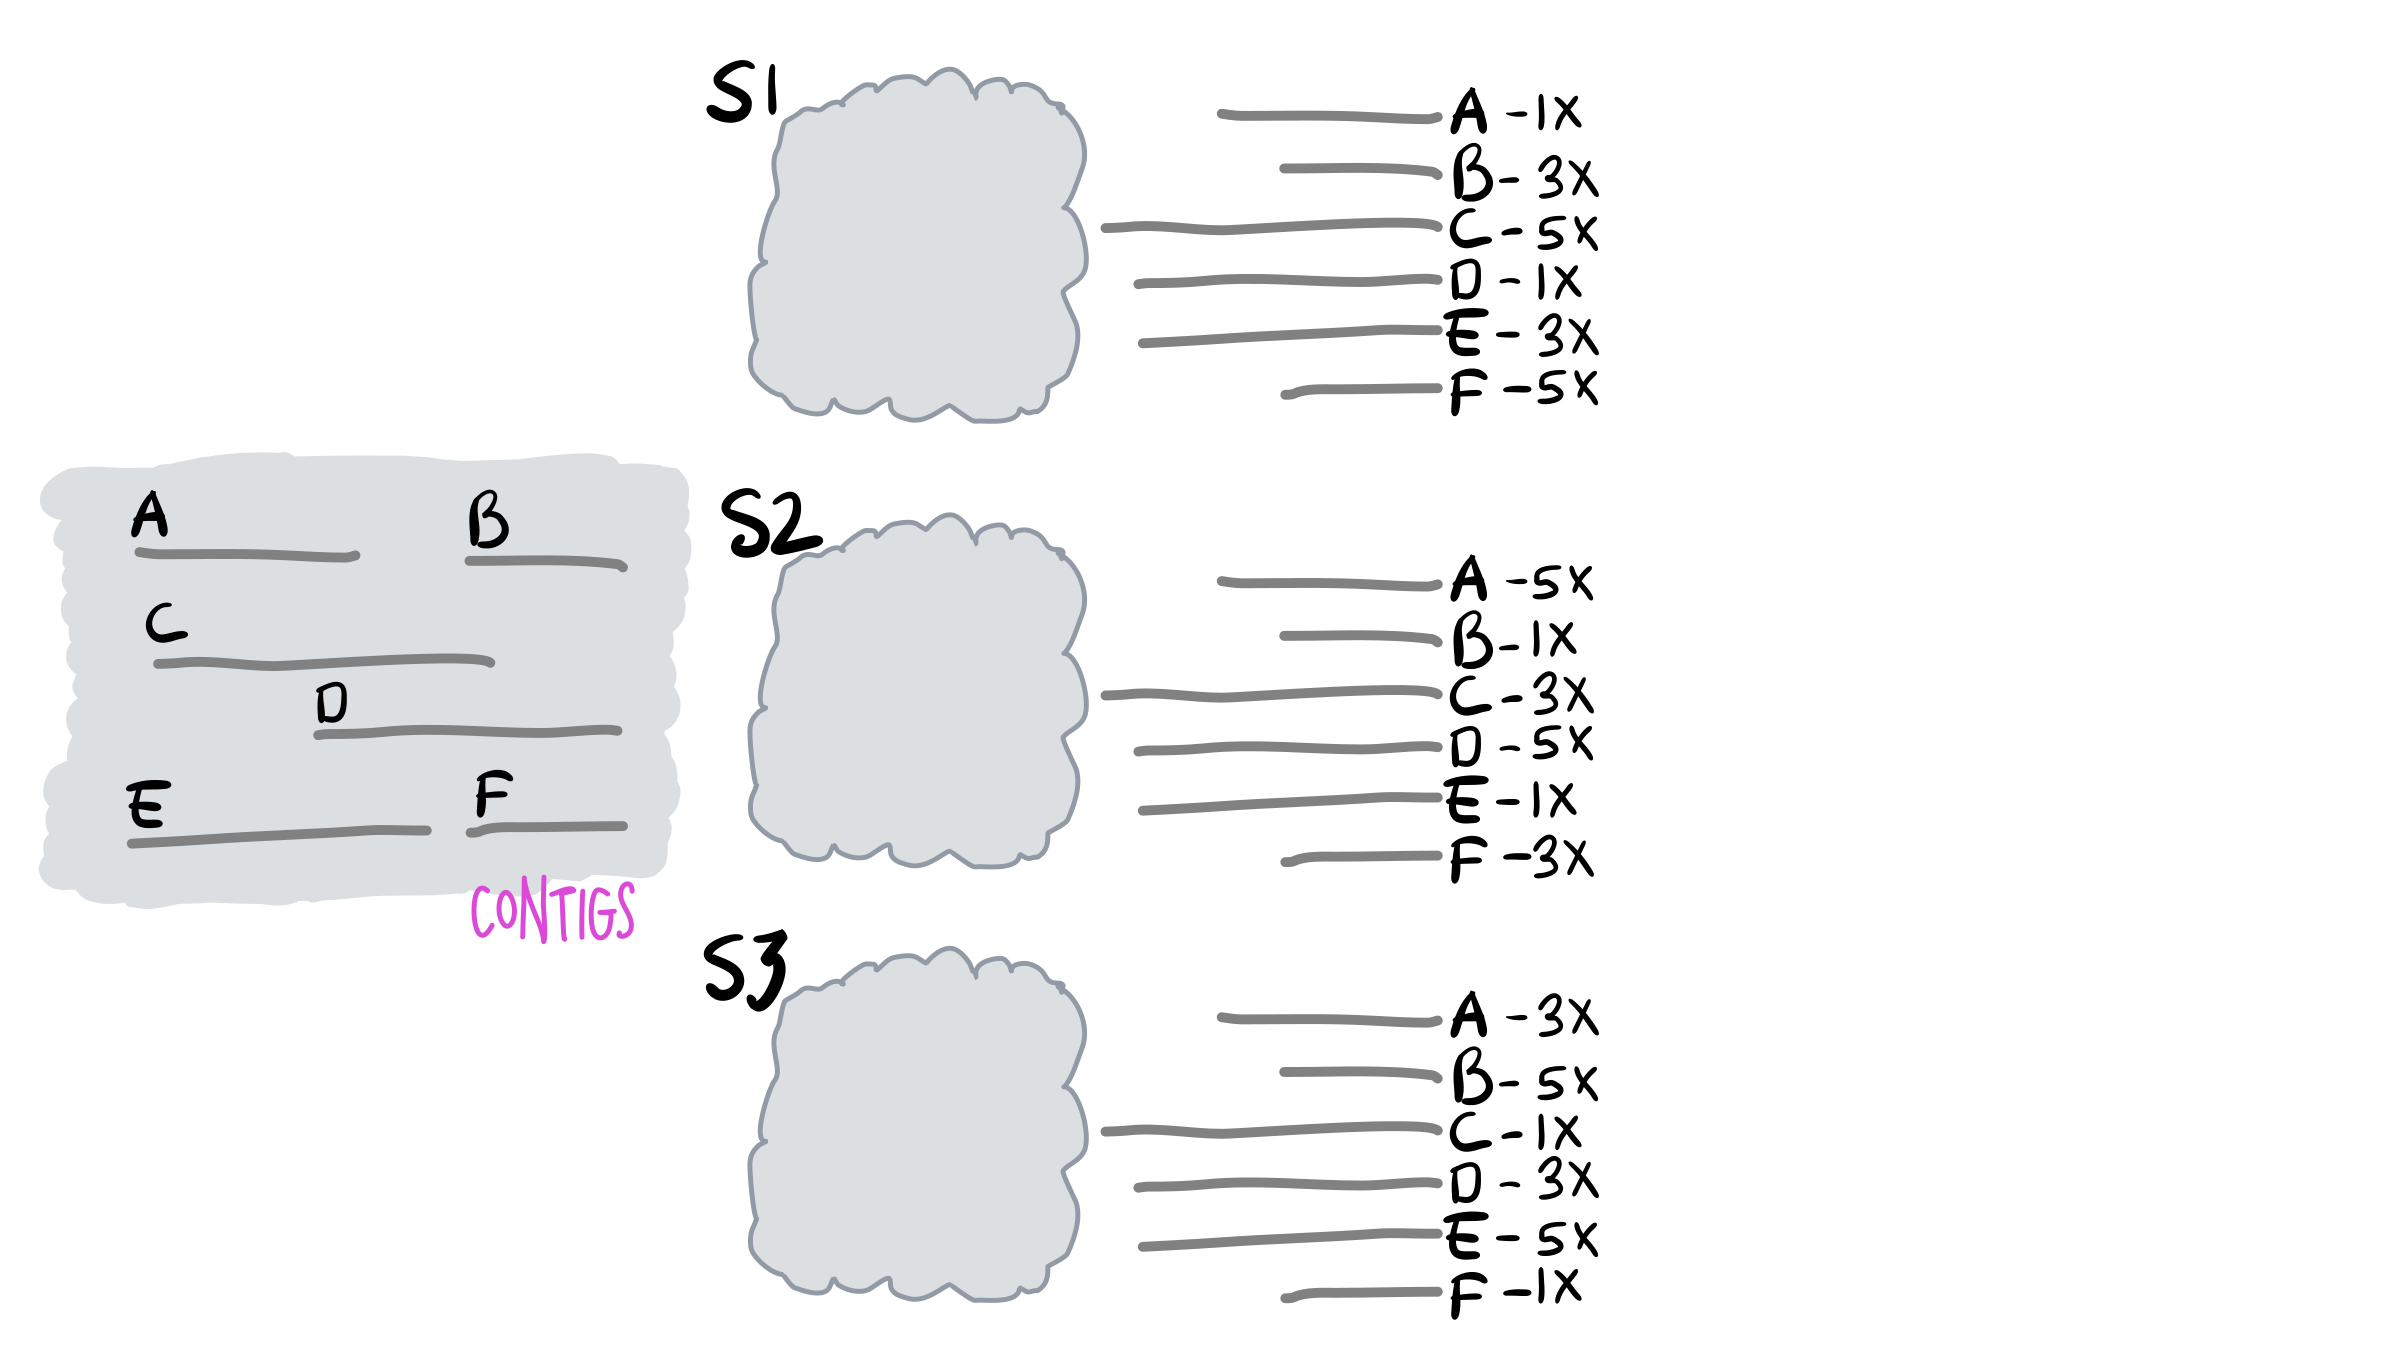 A
B
C
D
E
F
CONTIGS
S1
A - 1X
B - 3X
C - 5X
D - 1X
E - 3X
F - 5X
S2
A - 5X
B - 1X
C - 3X
D - 5X
E - 1X
F - 3X
S3
A - 3X
B - 5X
C - 1X
D - 3X
E - 5X
F - 1X